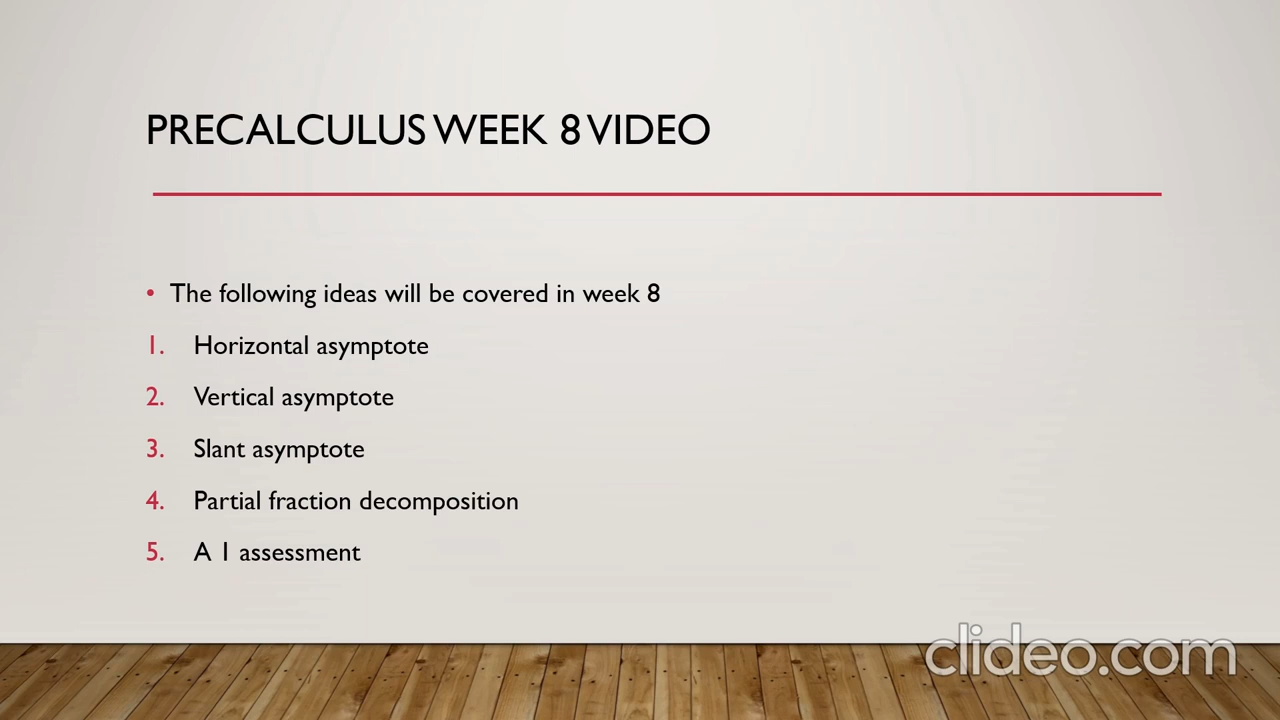 PRECALCULUS WEEK 8 VIDEO
• The following ideas will be covered in week 8
1. Horizontal asymptote
2. Vertical asymptote
3. Slant asymptote
4. Partial fraction decomposition
5. A 1 assessment
clideo.com